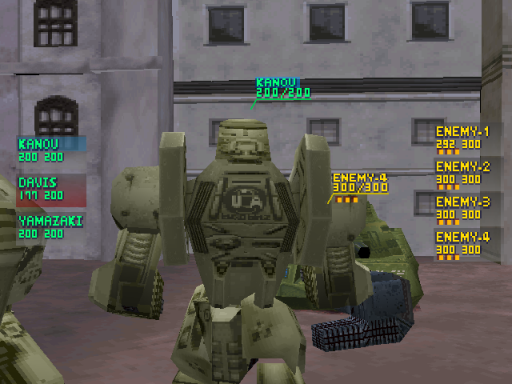 KANOU
200/200
KANOU
200 200
DAVIS
177 200
YAMAZAKI
200 200
ENEMY-4
300/300
ENEMY-1
292 300
ENEMY-2
300 300
ENEMY-3
300 300
ENEMY-4
300 300